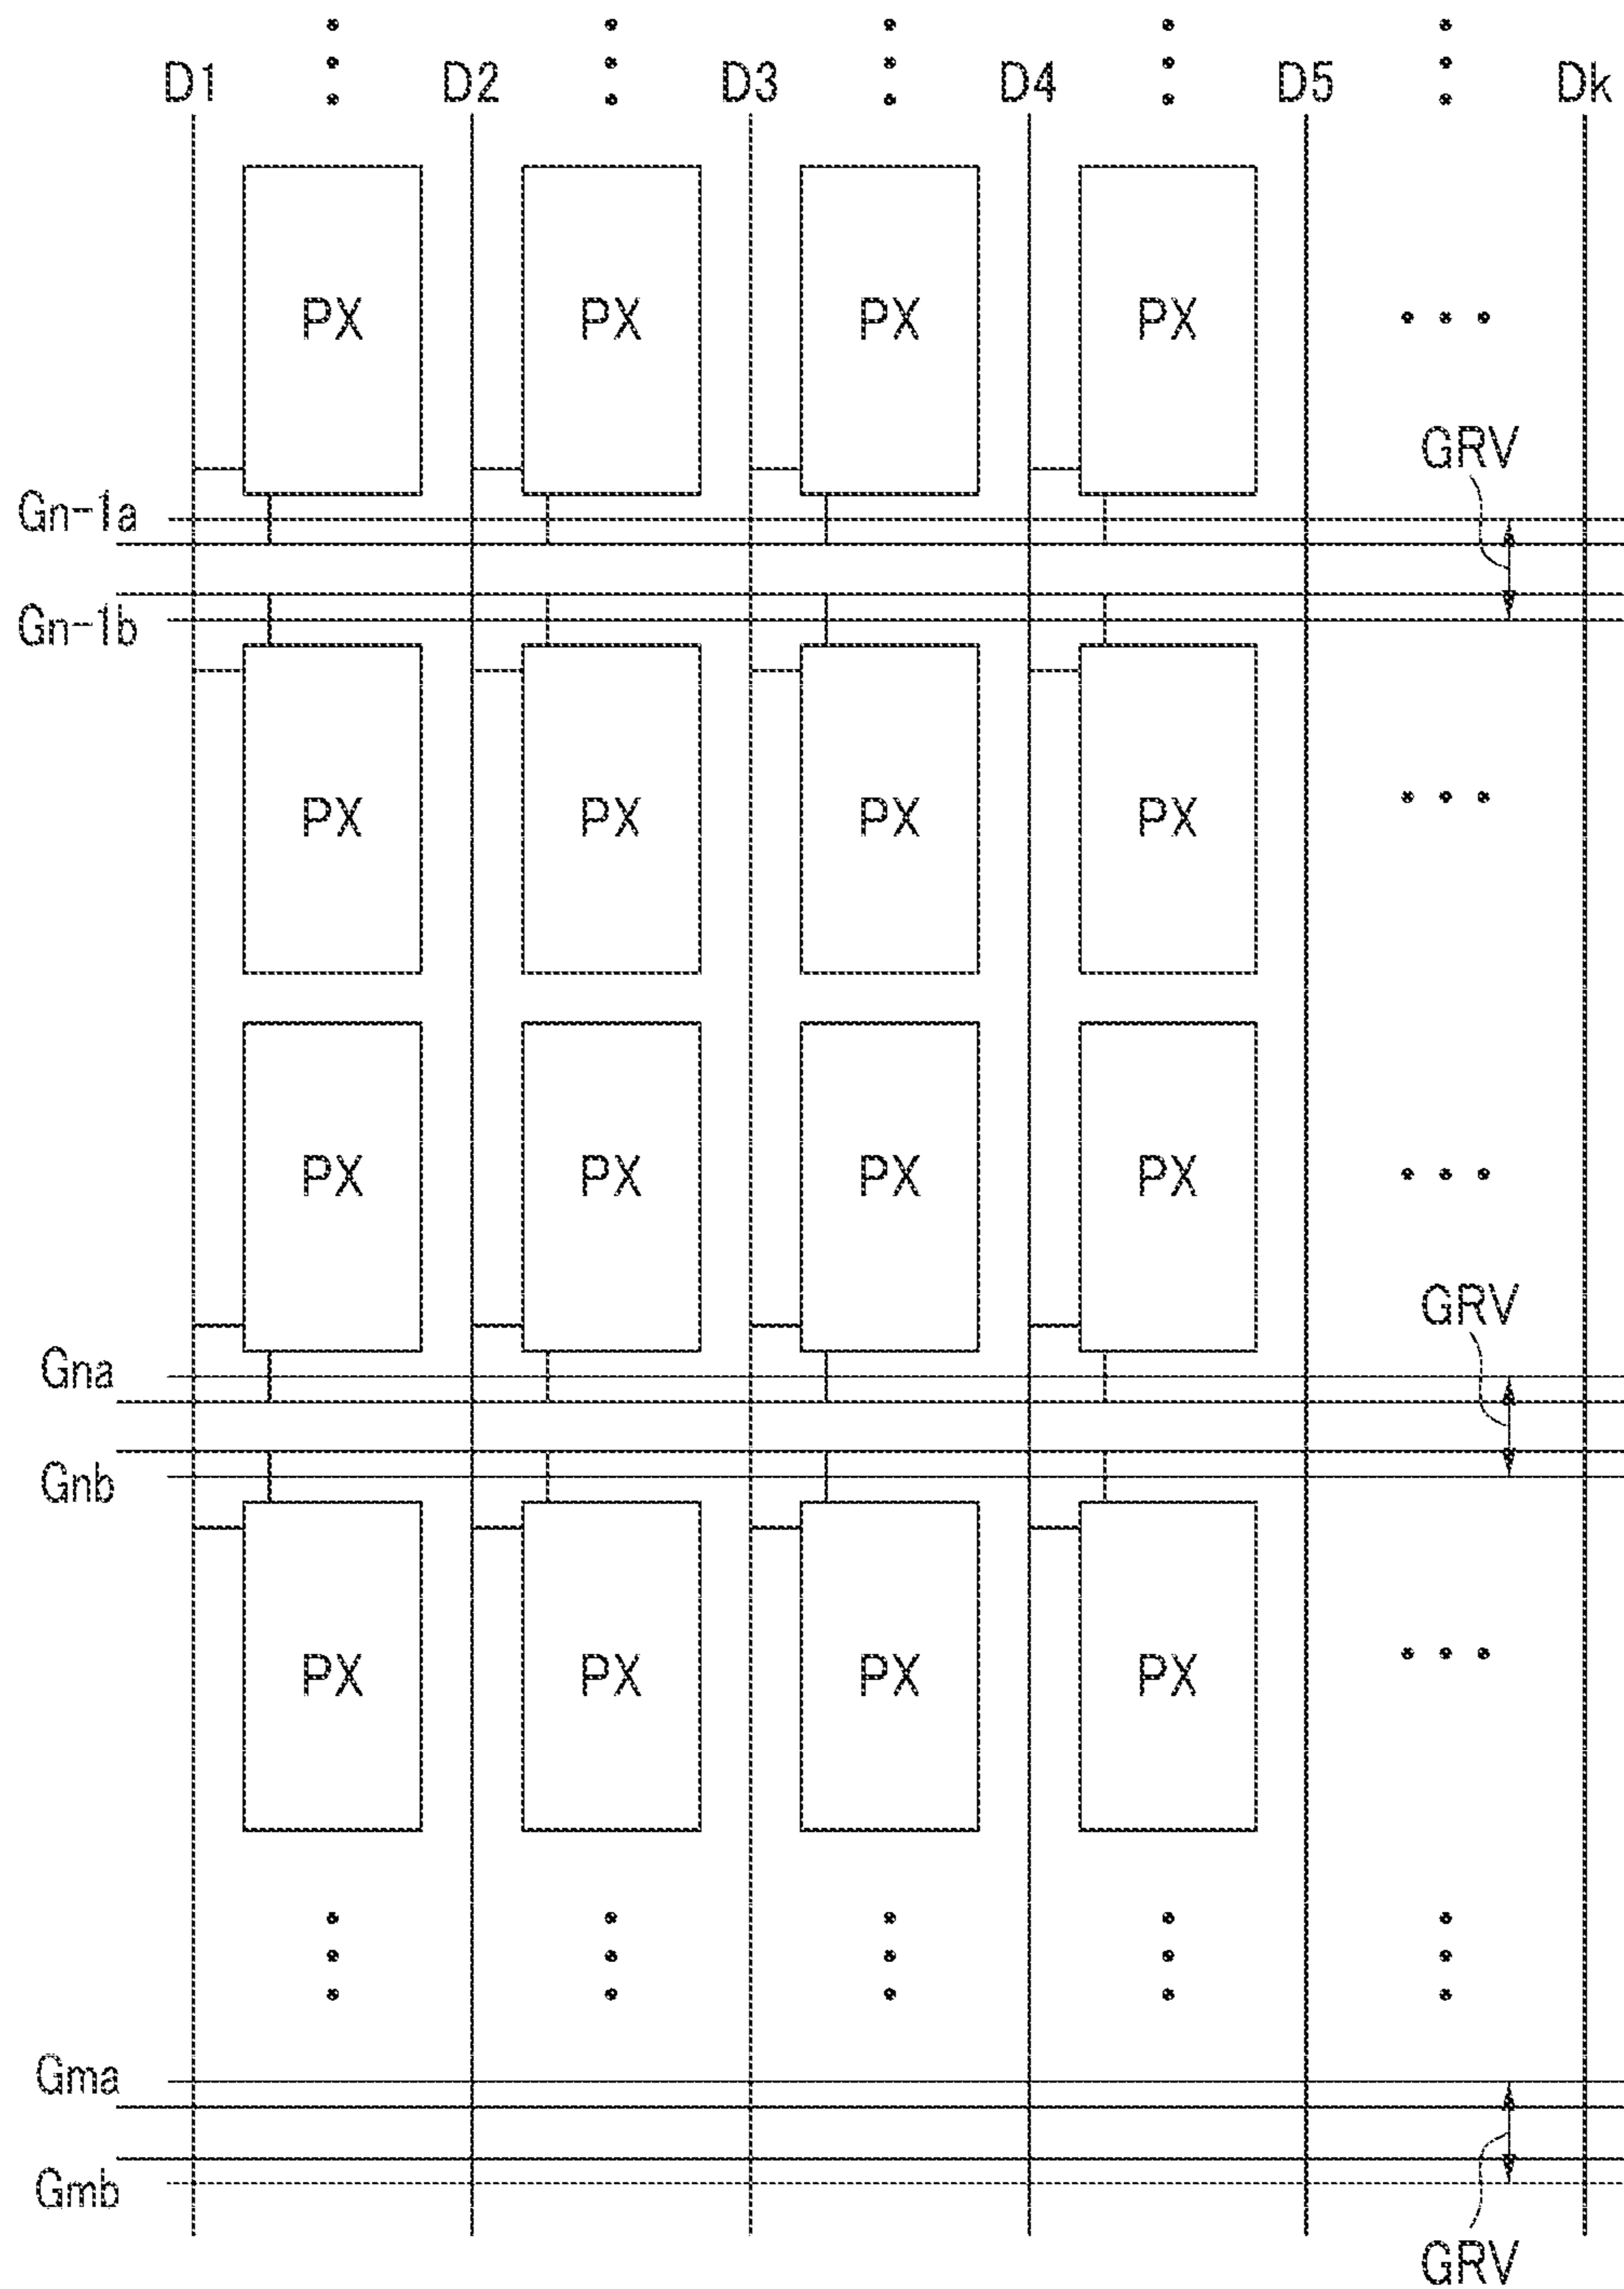 D1 D2 D3 D4 D5 Dk
PX PX PX PX
GRV
Gn-1a
Gn-1b
PX PX PX PX
PX PX PX PX
GRV
Gna
Gnb
PX PX PX PX
Gma
Gmb
GRV